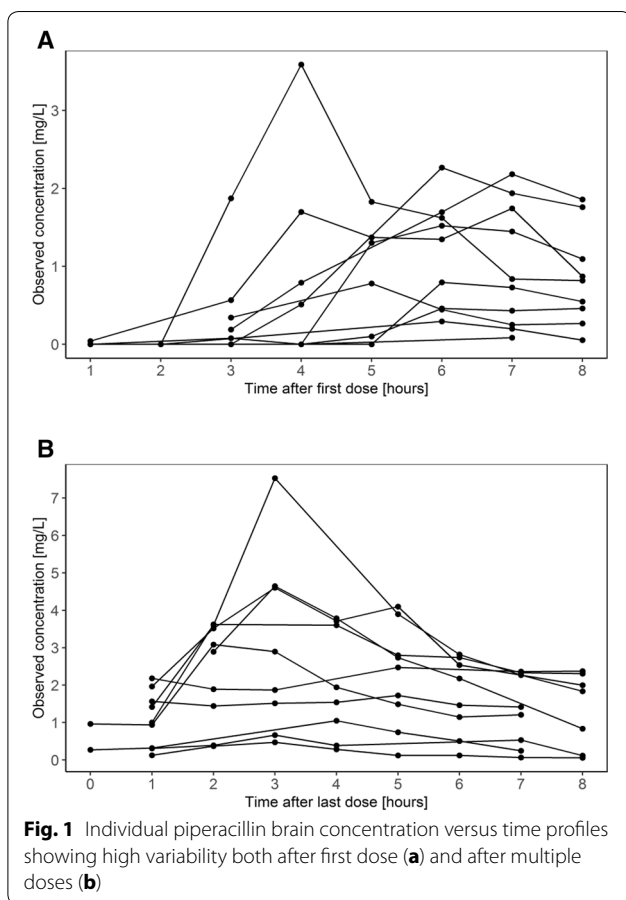 A
Observed concentration [mg/L]
3
2
1
0
1 2 3 4 5 6 7 8
Time after first dose [hours]
B
Observed concentration [mg/L]
7
6
5
4
3
2
1
0
0 1 2 3 4 5 6 7 8
Time after last dose [hours]
Fig. 1 Individual piperacillin brain concentration versus time profiles
showing high variability both after first dose (a) and after multiple
doses (b)